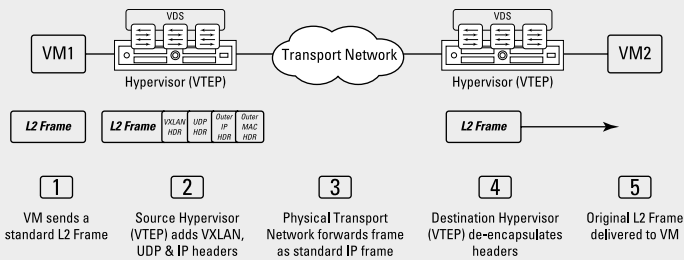 VDS
VDS
VM1
Transport Network
VM2
Hypervisor (VTEP)
Hypervisor (VTEP)
L2 Frame
L2 Frame
VXLAN
HDR
UDP
HDR
Outer
IP
HDR
Outer
MAC
HDR
L2 Frame
1
2
3
4
5
VM sends a
standard L2 Frame
Source Hypervisor
(VTEP) adds VXLAN,
UDP & IP headers
Physical Transport
Network forwards frame
as standard IP frame
Destination Hypervisor
(VTEP) de-encapsulates
headers
Original L2 Frame
delivered to VM